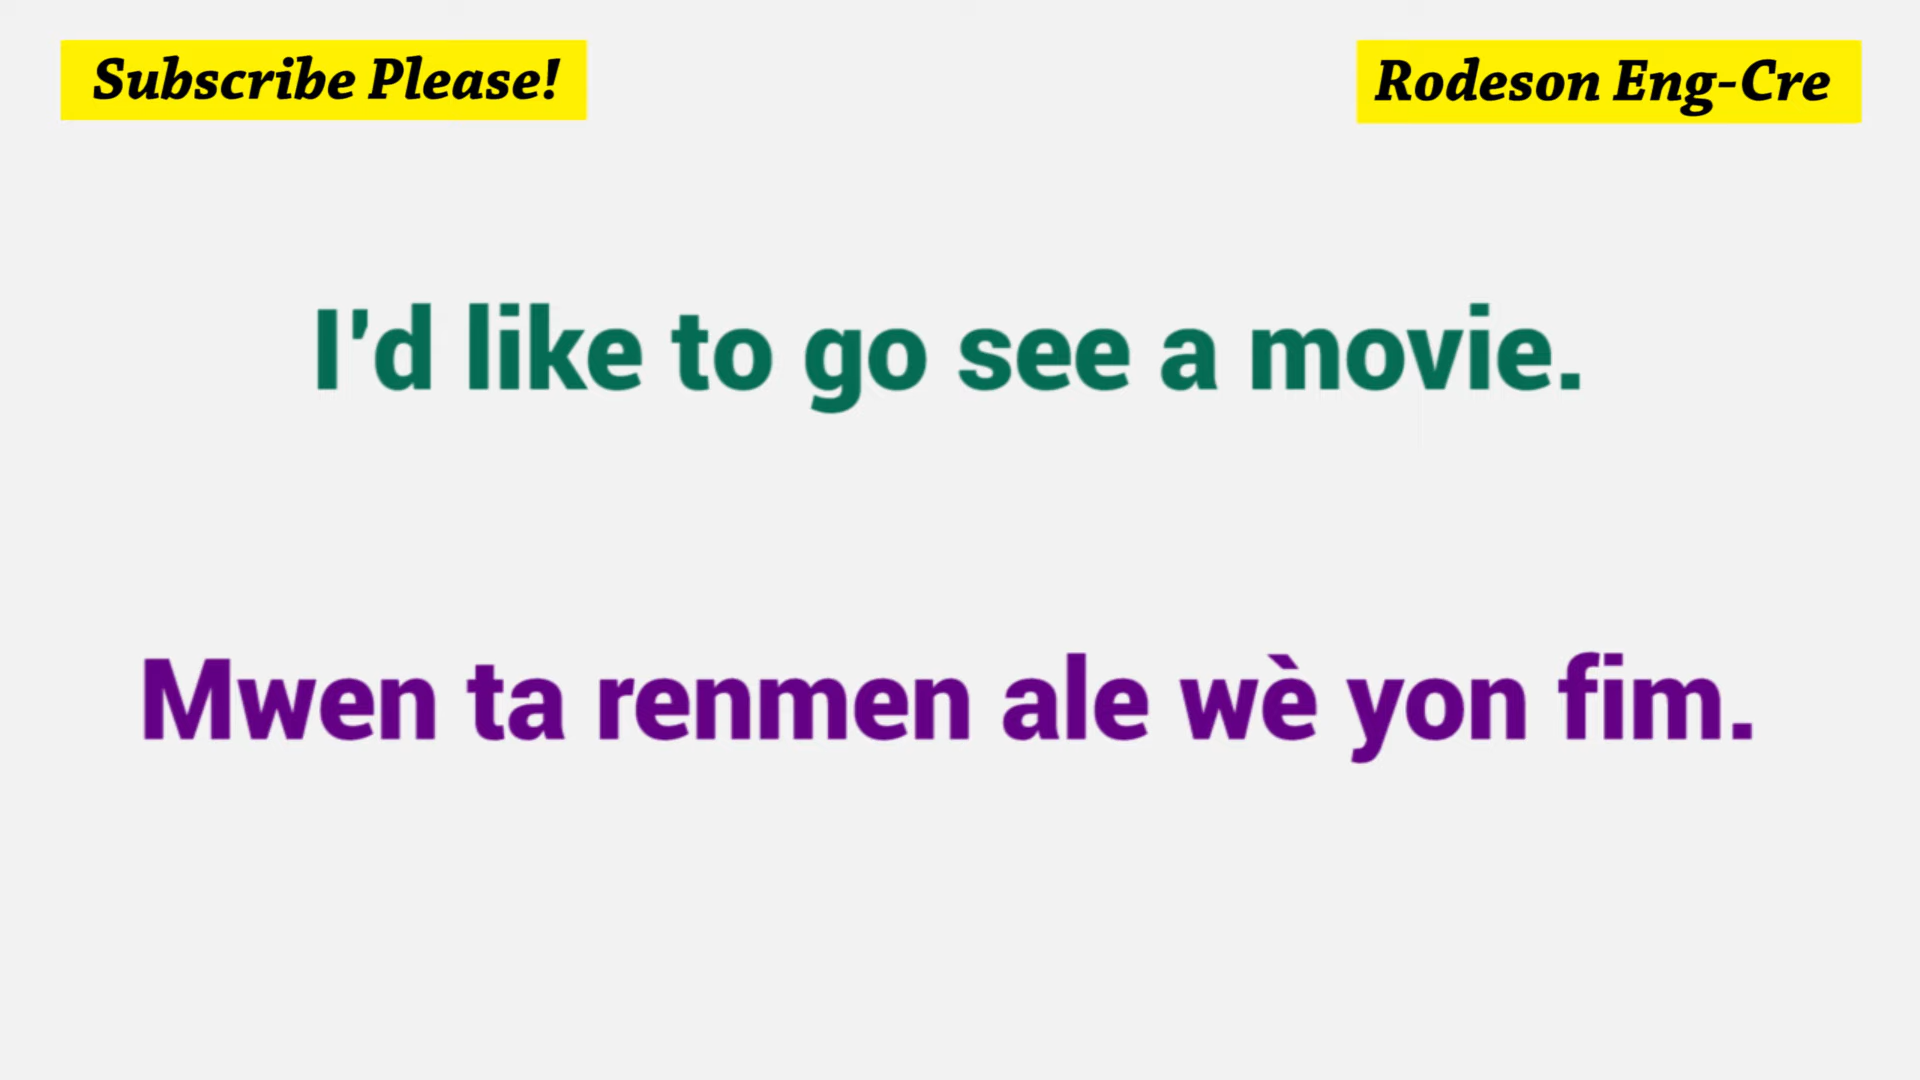 Subscribe Please!
Rodeson Eng-Cre
I'd like to go see a movie.
Mwen ta renmen ale wè yon fim.